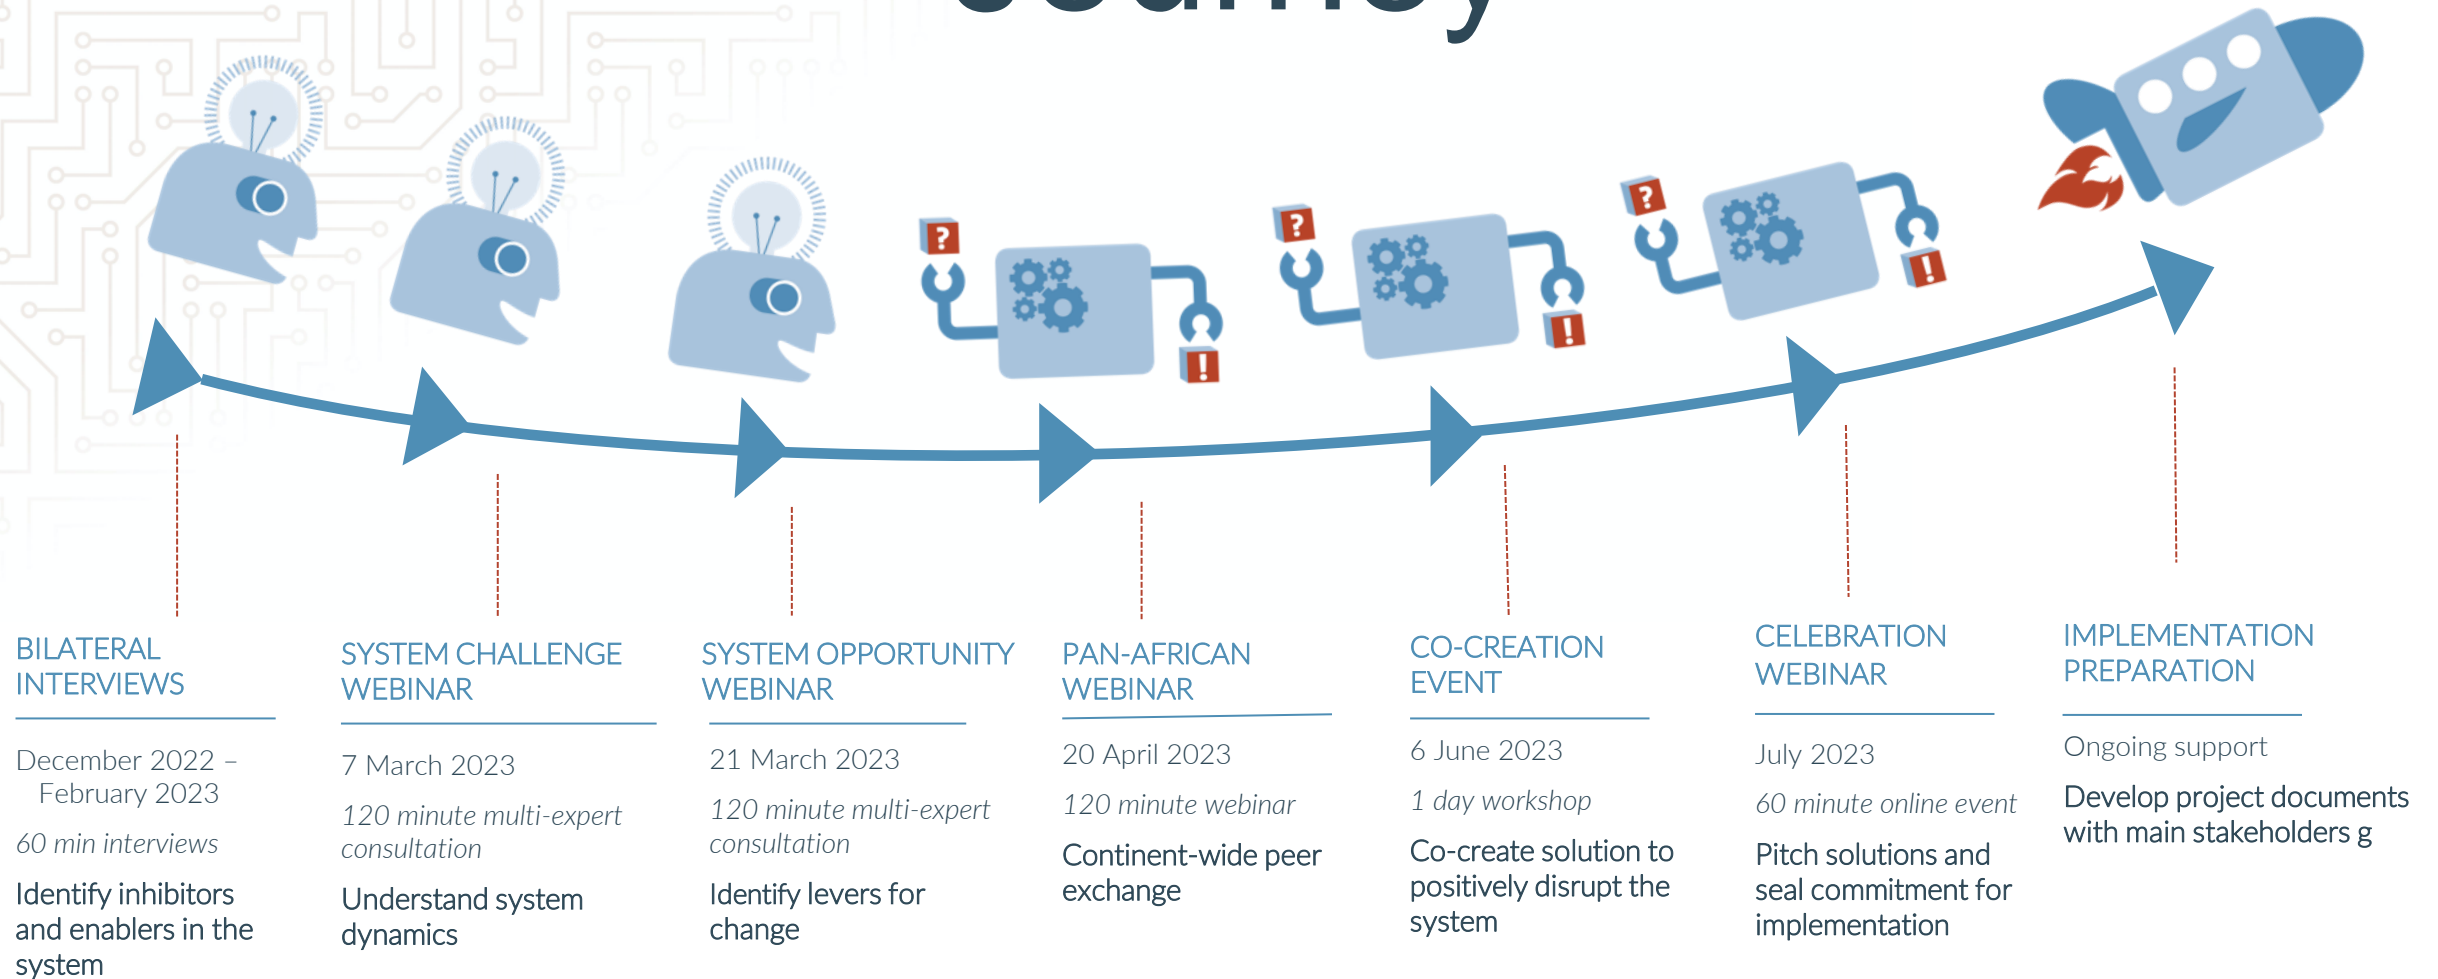 Journey
BILATERAL
INTERVIEWS
December 2022 –
February 2023
60 min interviews
Identify inhibitors
and enablers in the
system
SYSTEM CHALLENGE
WEBINAR
7 March 2023
120 minute multi-expert
consultation
Understand system
dynamics
SYSTEM OPPORTUNITY
WEBINAR
21 March 2023
120 minute multi-expert
consultation
Identify levers for
change
PAN-AFRICAN
WEBINAR
20 April 2023
120 minute webinar
Continent-wide peer
exchange
CO-CREATION
EVENT
6 June 2023
1 day workshop
Co-create solution to
positively disrupt the
system
CELEBRATION
WEBINAR
July 2023
60 minute online event
Pitch solutions and
seal commitment for
implementation
IMPLEMENTATION
PREPARATION
Ongoing support
Develop project documents
with main stakeholders g
?
!
?
!
?
!